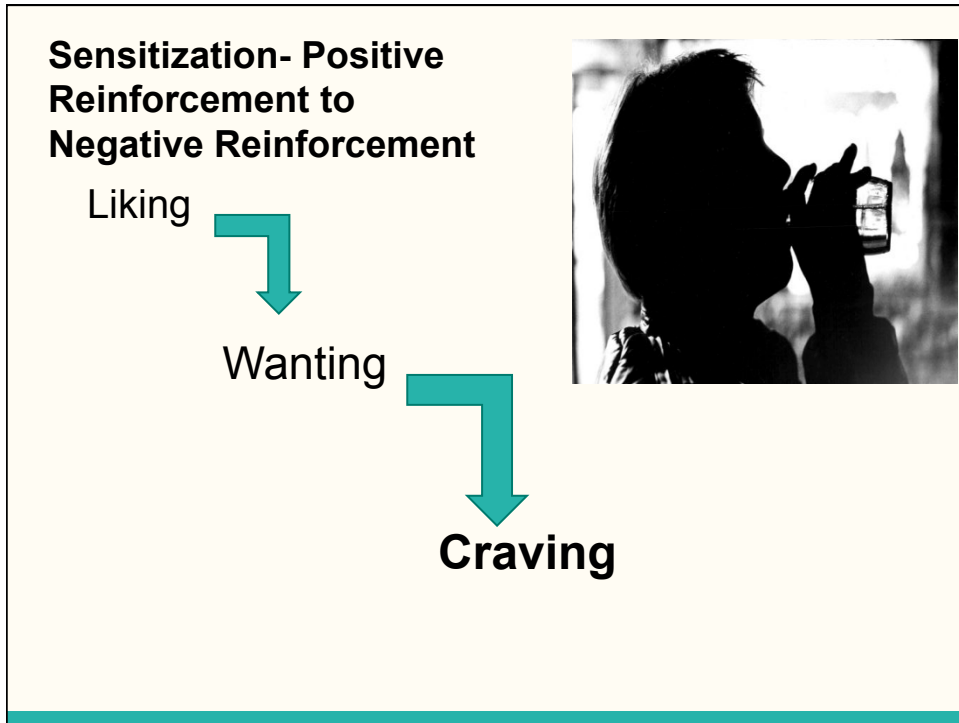 Sensitization- Positive
Reinforcement to
Negative Reinforcement
Liking
Wanting
Craving